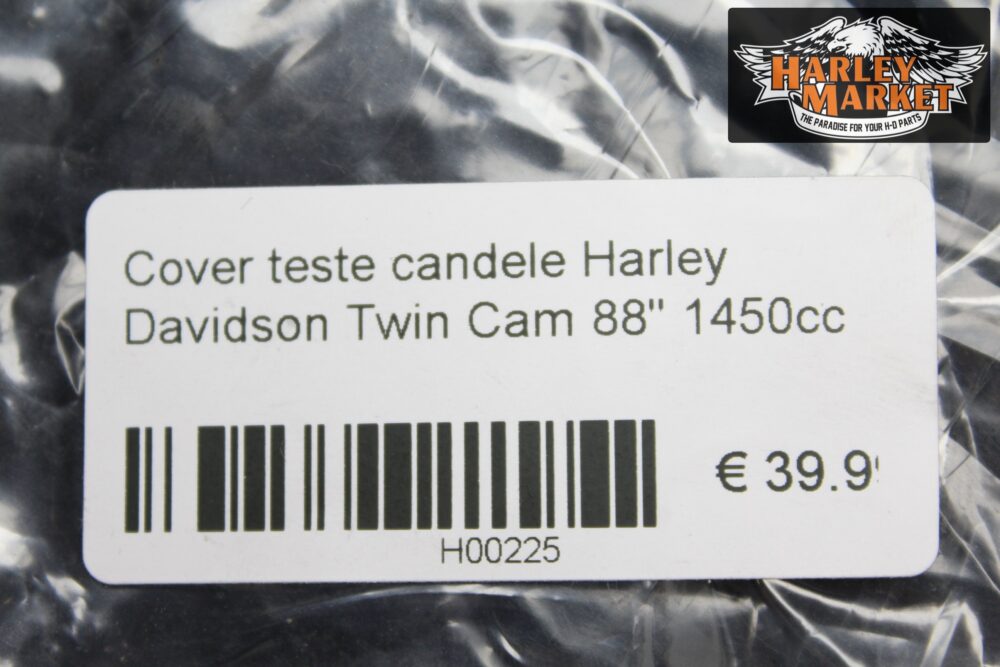 HARLEY
MARKET
THE PARADISE FOR YOUR H-D PARTS
Cover teste candele Harley
Davidson Twin Cam 88" 1450cc
€ 39.9
H00225